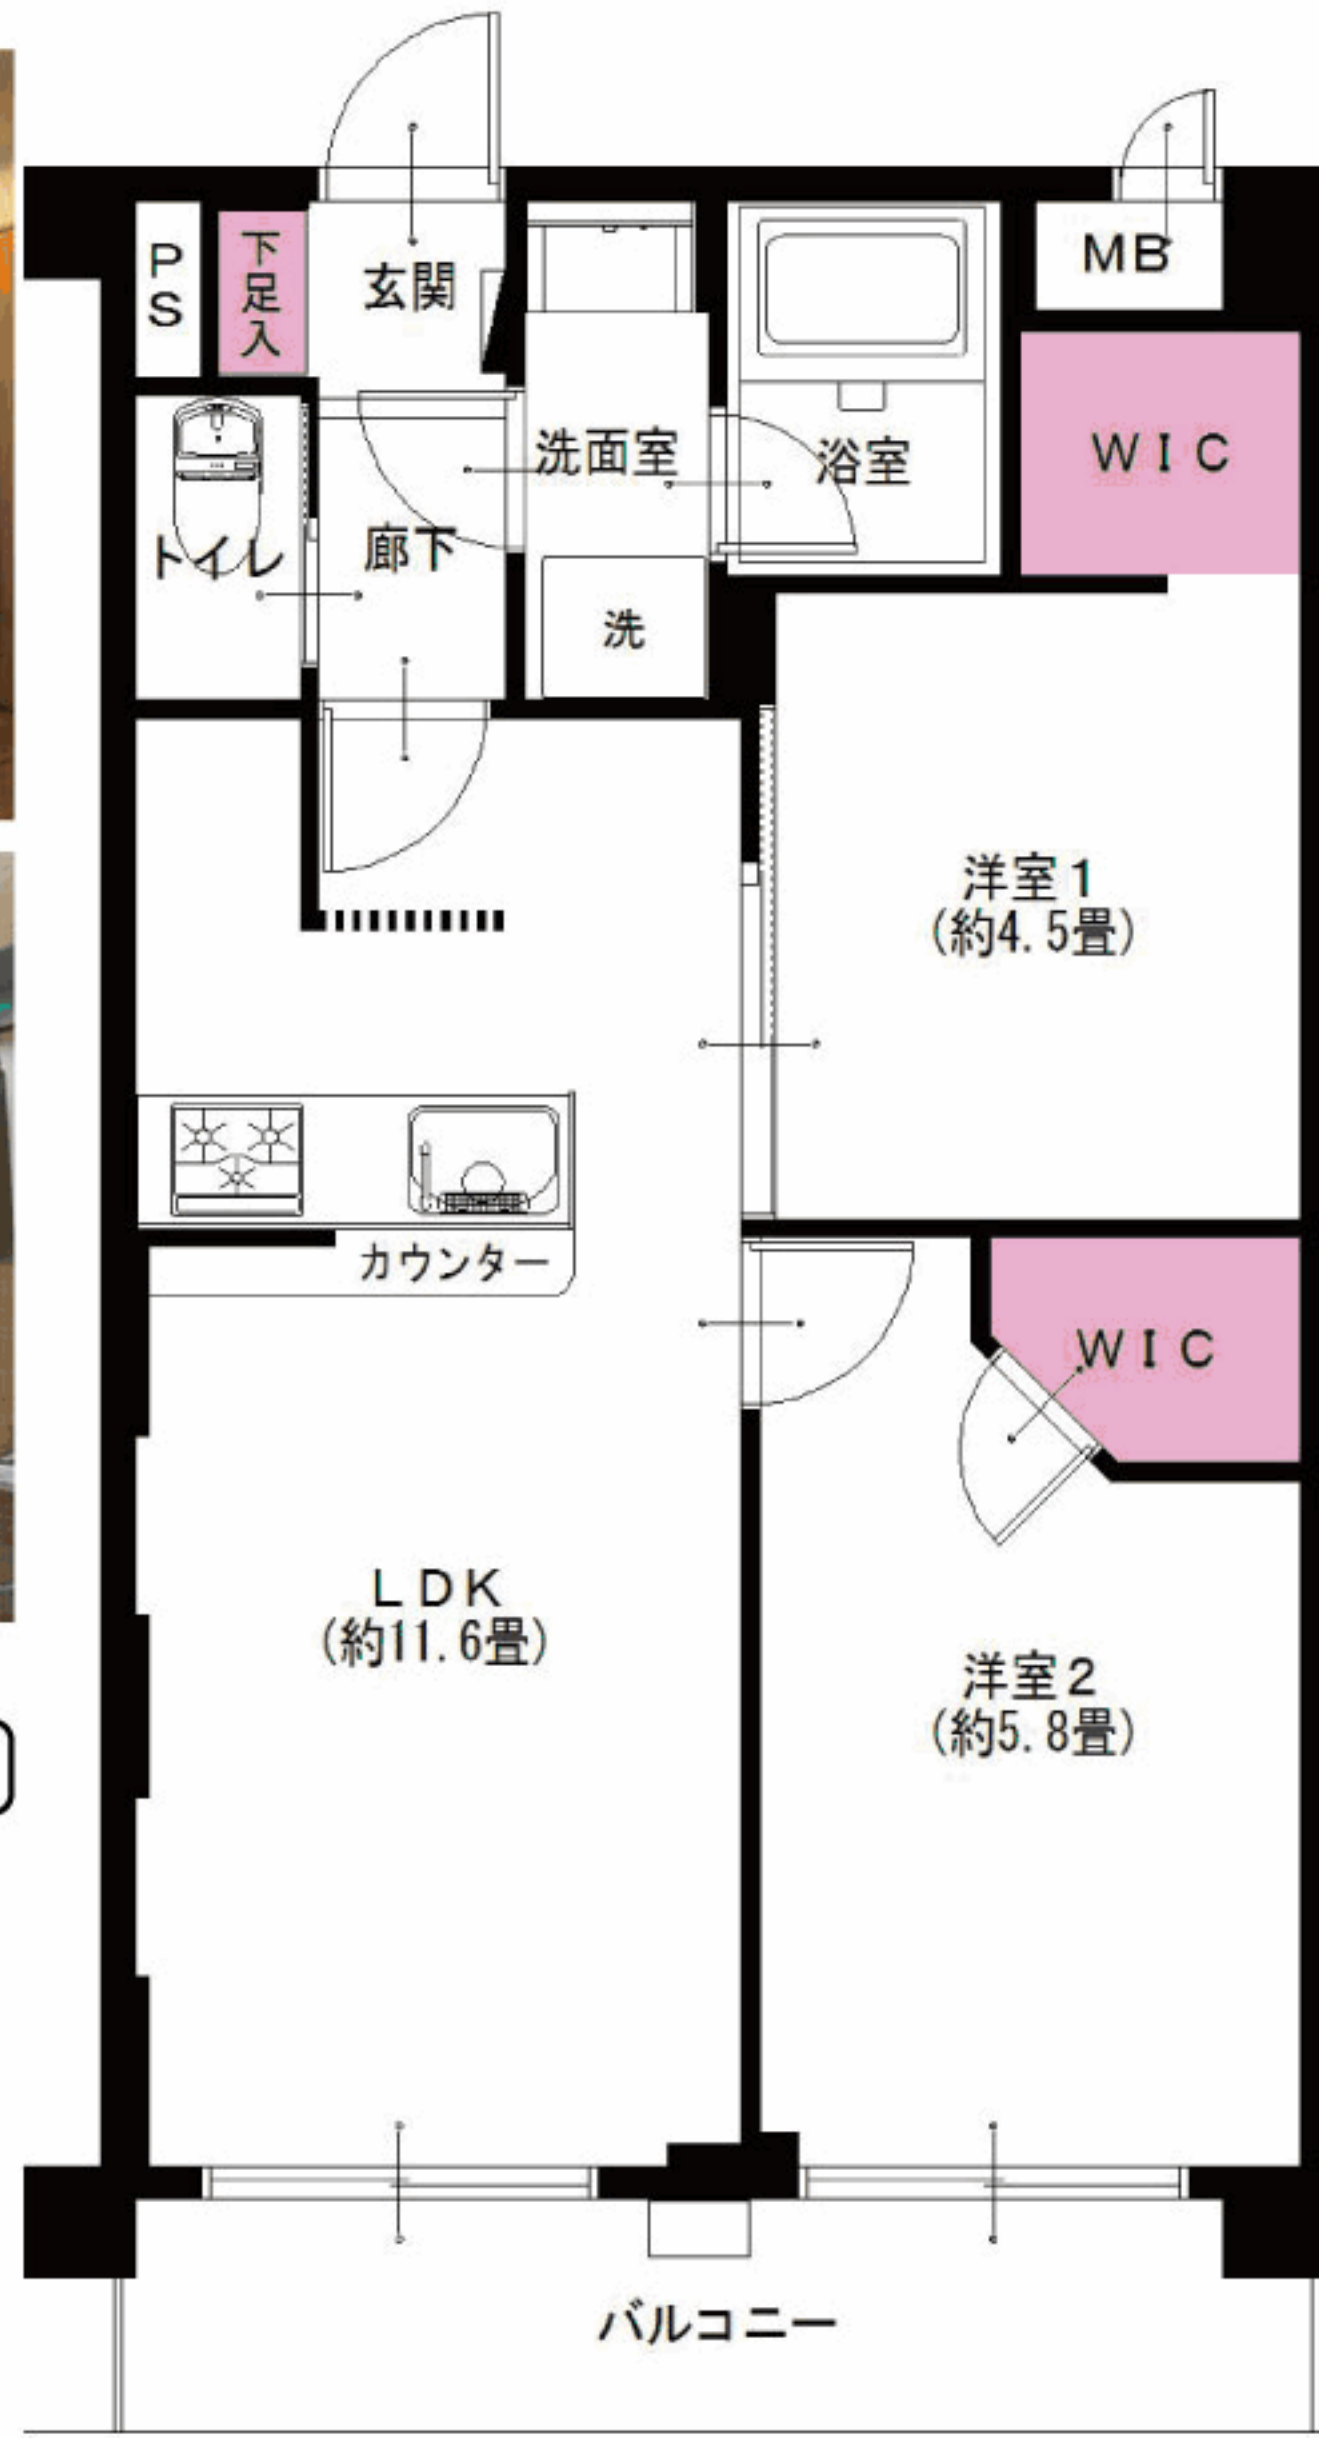 PS
下足入
玄関
MB
洗面室
浴室
WIC
トイレ
廊下
洗
洋室1
(約4.5畳)
カウンター
WIC
LDK
(約11.6畳)
洋室2
(約5.8畳)
バルコニー